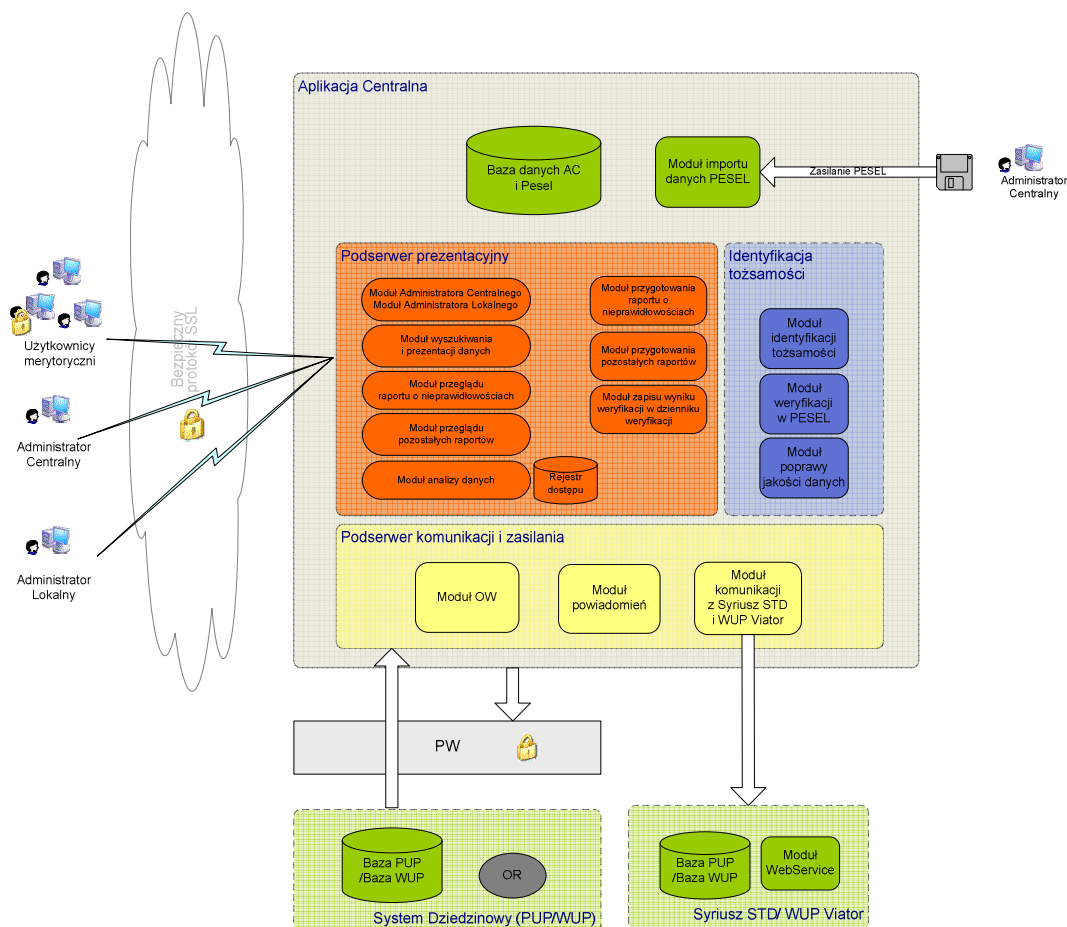 Aplikacja Centralna
Baza danych AC
i Pesel
Moduł importu
danych PESEL
Zasilanie PESEL
Administrator
Centralny
Użytkownicy
merytoryczni
Administrator
Centralny
Administrator
Lokalny
Bezpieczny
protokół SSL
Podserwer prezentacyjny
Moduł Administratora Centralnego
Moduł Administratora Lokalnego
Moduł wyszukiwania
i prezentacji danych
Moduł przeglądu
raportu o nieprawidłowościach
Moduł przeglądu
pozostałych raportów
Moduł analizy danych
Rejestr
dostępu
Moduł przygotowania
raportu o
nieprawidłowościach
Moduł przygotowania
pozostałych raportów
Moduł zapisu wyniku
weryfikacji w dzienniku
weryfikacji
Identyfikacja
tożsamości
Moduł
identyfikacji
tożsamości
Moduł
weryfikacji
w PESEL
Moduł
poprawy
jakości danych
Podserwer komunikacji i zasilania
Moduł OW
Moduł
powiadomień
Moduł
komunikacji
z Syriusz STD
i WUP Viator
PW
Baza PUP
/Baza WUP
OR
System Dziedzinowy (PUP/WUP)
Baza PUP
/Baza WUP
Moduł
WebService
Syriusz STD/ WUP Viator